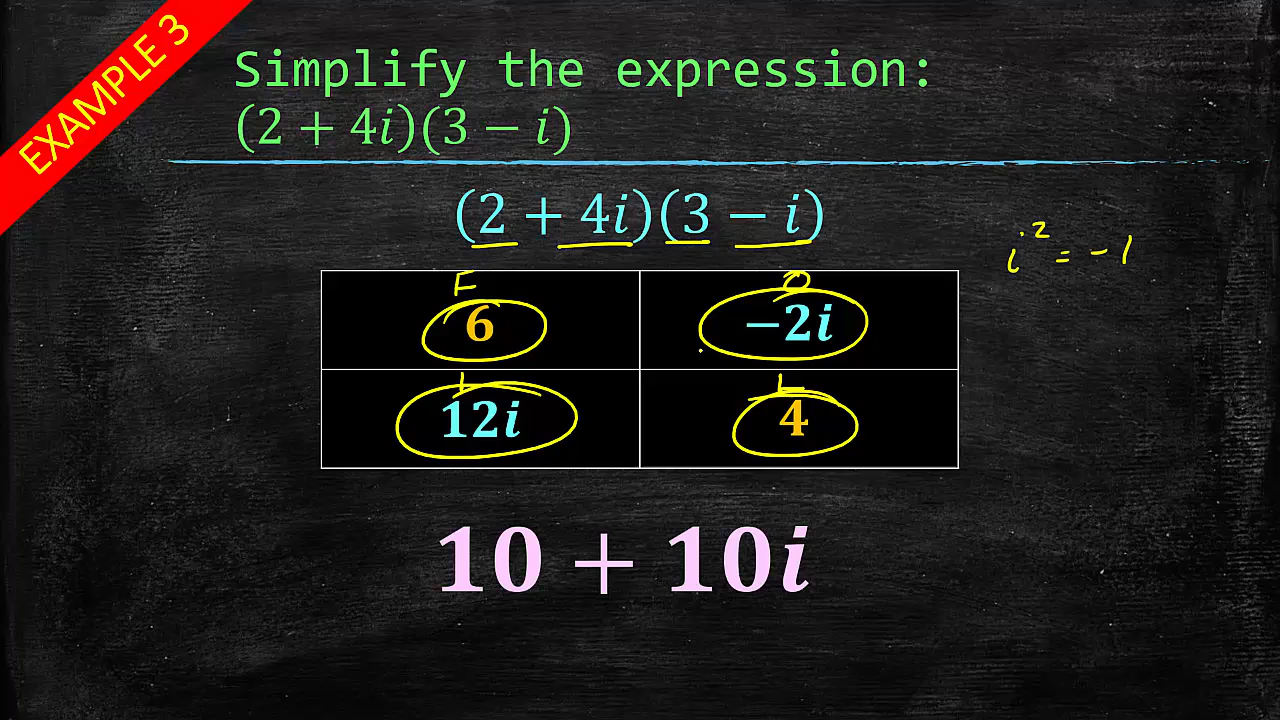 EXAMPLE 3
Simplify the expression:
(2 + 4i)(3 − i)
(2 + 4i)(3 − i)
i² = -1
F O
6 −2i
I L
12i 4
10 + 10i